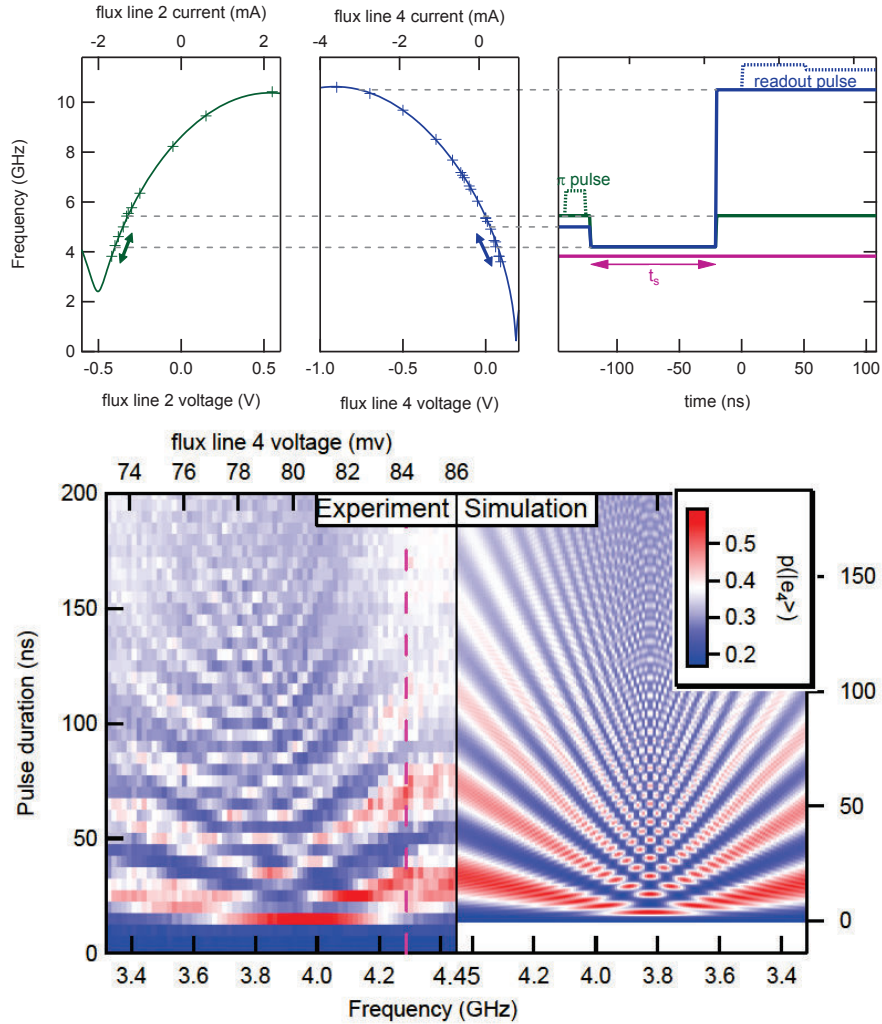 flux line 2 current (mA)
-2 0 2
flux line 4 current (mA)
-4 -2 0
Frequency (GHz)
10
8
6
4
2
0
-0.5 0.0 0.5
flux line 2 voltage (V)
-1.0 -0.5 0.0
flux line 4 voltage (V)
readout pulse
π pulse
ts
-100 -50 0 50 100
time (ns)
flux line 4 voltage (mv)
74 76 78 80 82 84 86
Experiment Simulation
Pulse duration (ns)
200
150
100
50
0
0.5
0.4
0.3
0.2
p(|e4>)
150
100
50
0
3.4 3.6 3.8 4.0 4.2 4.45 4.2 4.0 3.8 3.4
Frequency (GHz)